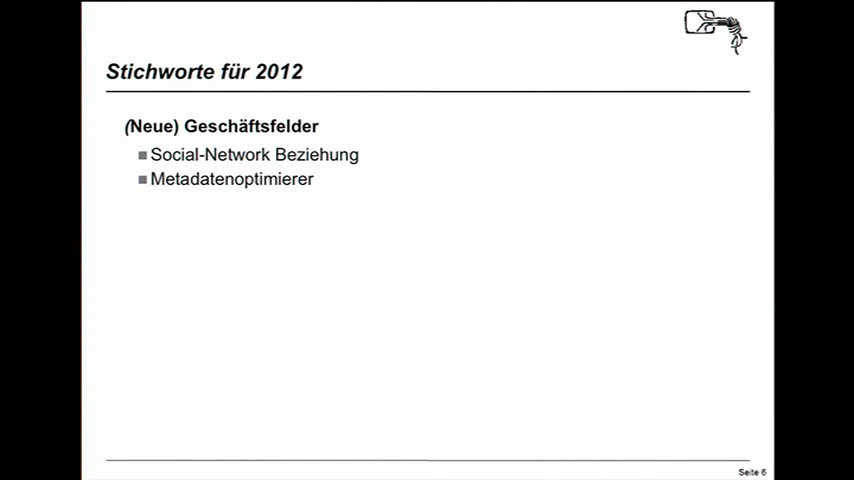 Stichworte für 2012
(Neue) Geschäftsfelder
Social-Network Beziehung
Metadatenoptimierer
Seite 6